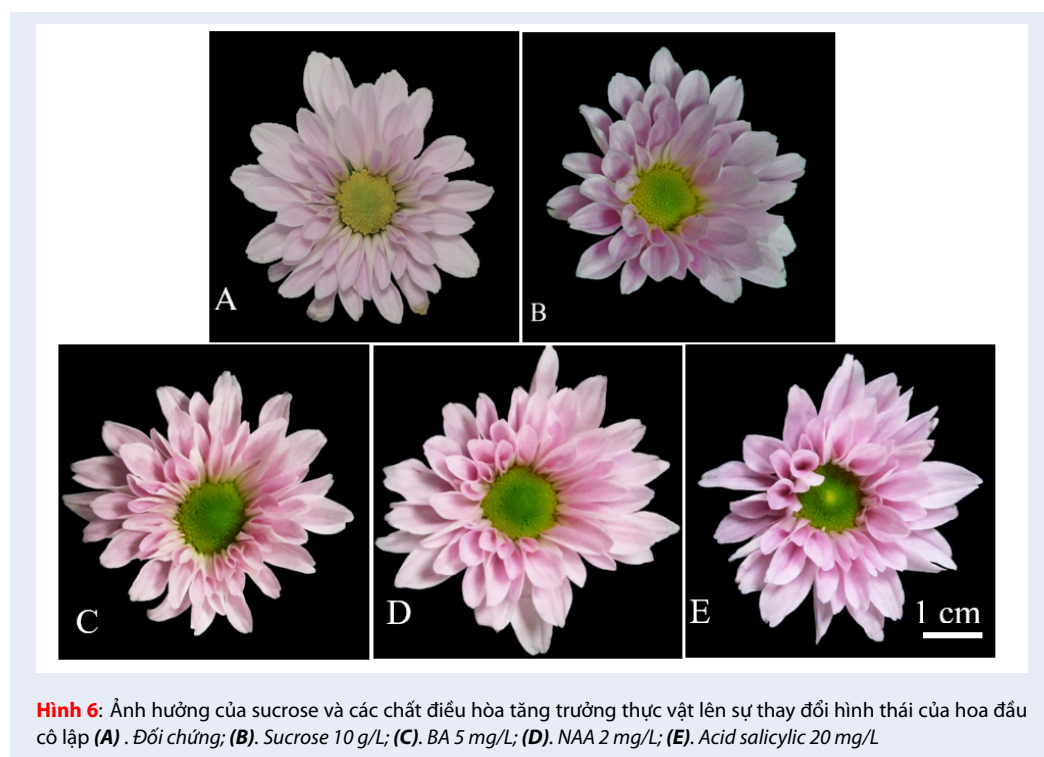 A
B
C
D
E
1 cm
Hình 6: Ảnh hưởng của sucrose và các chất điều hòa tăng trưởng thực vật lên sự thay đổi hình thái của hoa đầu
cô lập (A) . Đối chứng; (B). Sucrose 10 g/L; (C). BA 5 mg/L; (D). NAA 2 mg/L; (E). Acid salicylic 20 mg/L